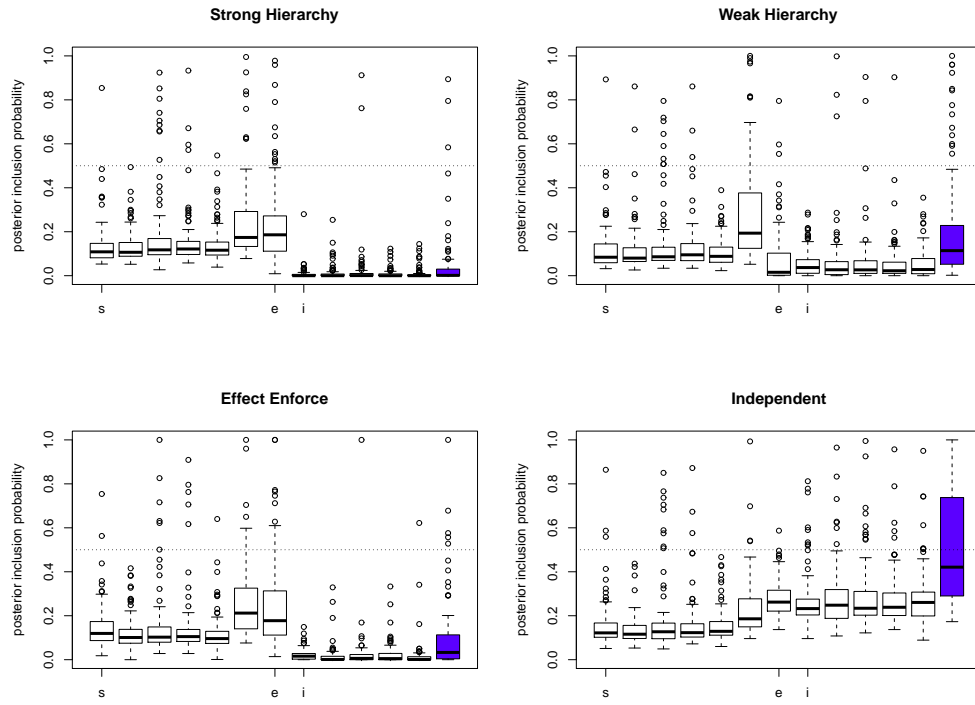 Strong Hierarchy
posterior inclusion probability
0.0 0.2 0.4 0.6 0.8 1.0
s e i
Weak Hierarchy
posterior inclusion probability
0.0 0.2 0.4 0.6 0.8 1.0
s e i
Effect Enforce
posterior inclusion probability
0.0 0.2 0.4 0.6 0.8 1.0
s e i
Independent
posterior inclusion probability
0.0 0.2 0.4 0.6 0.8 1.0
s e i